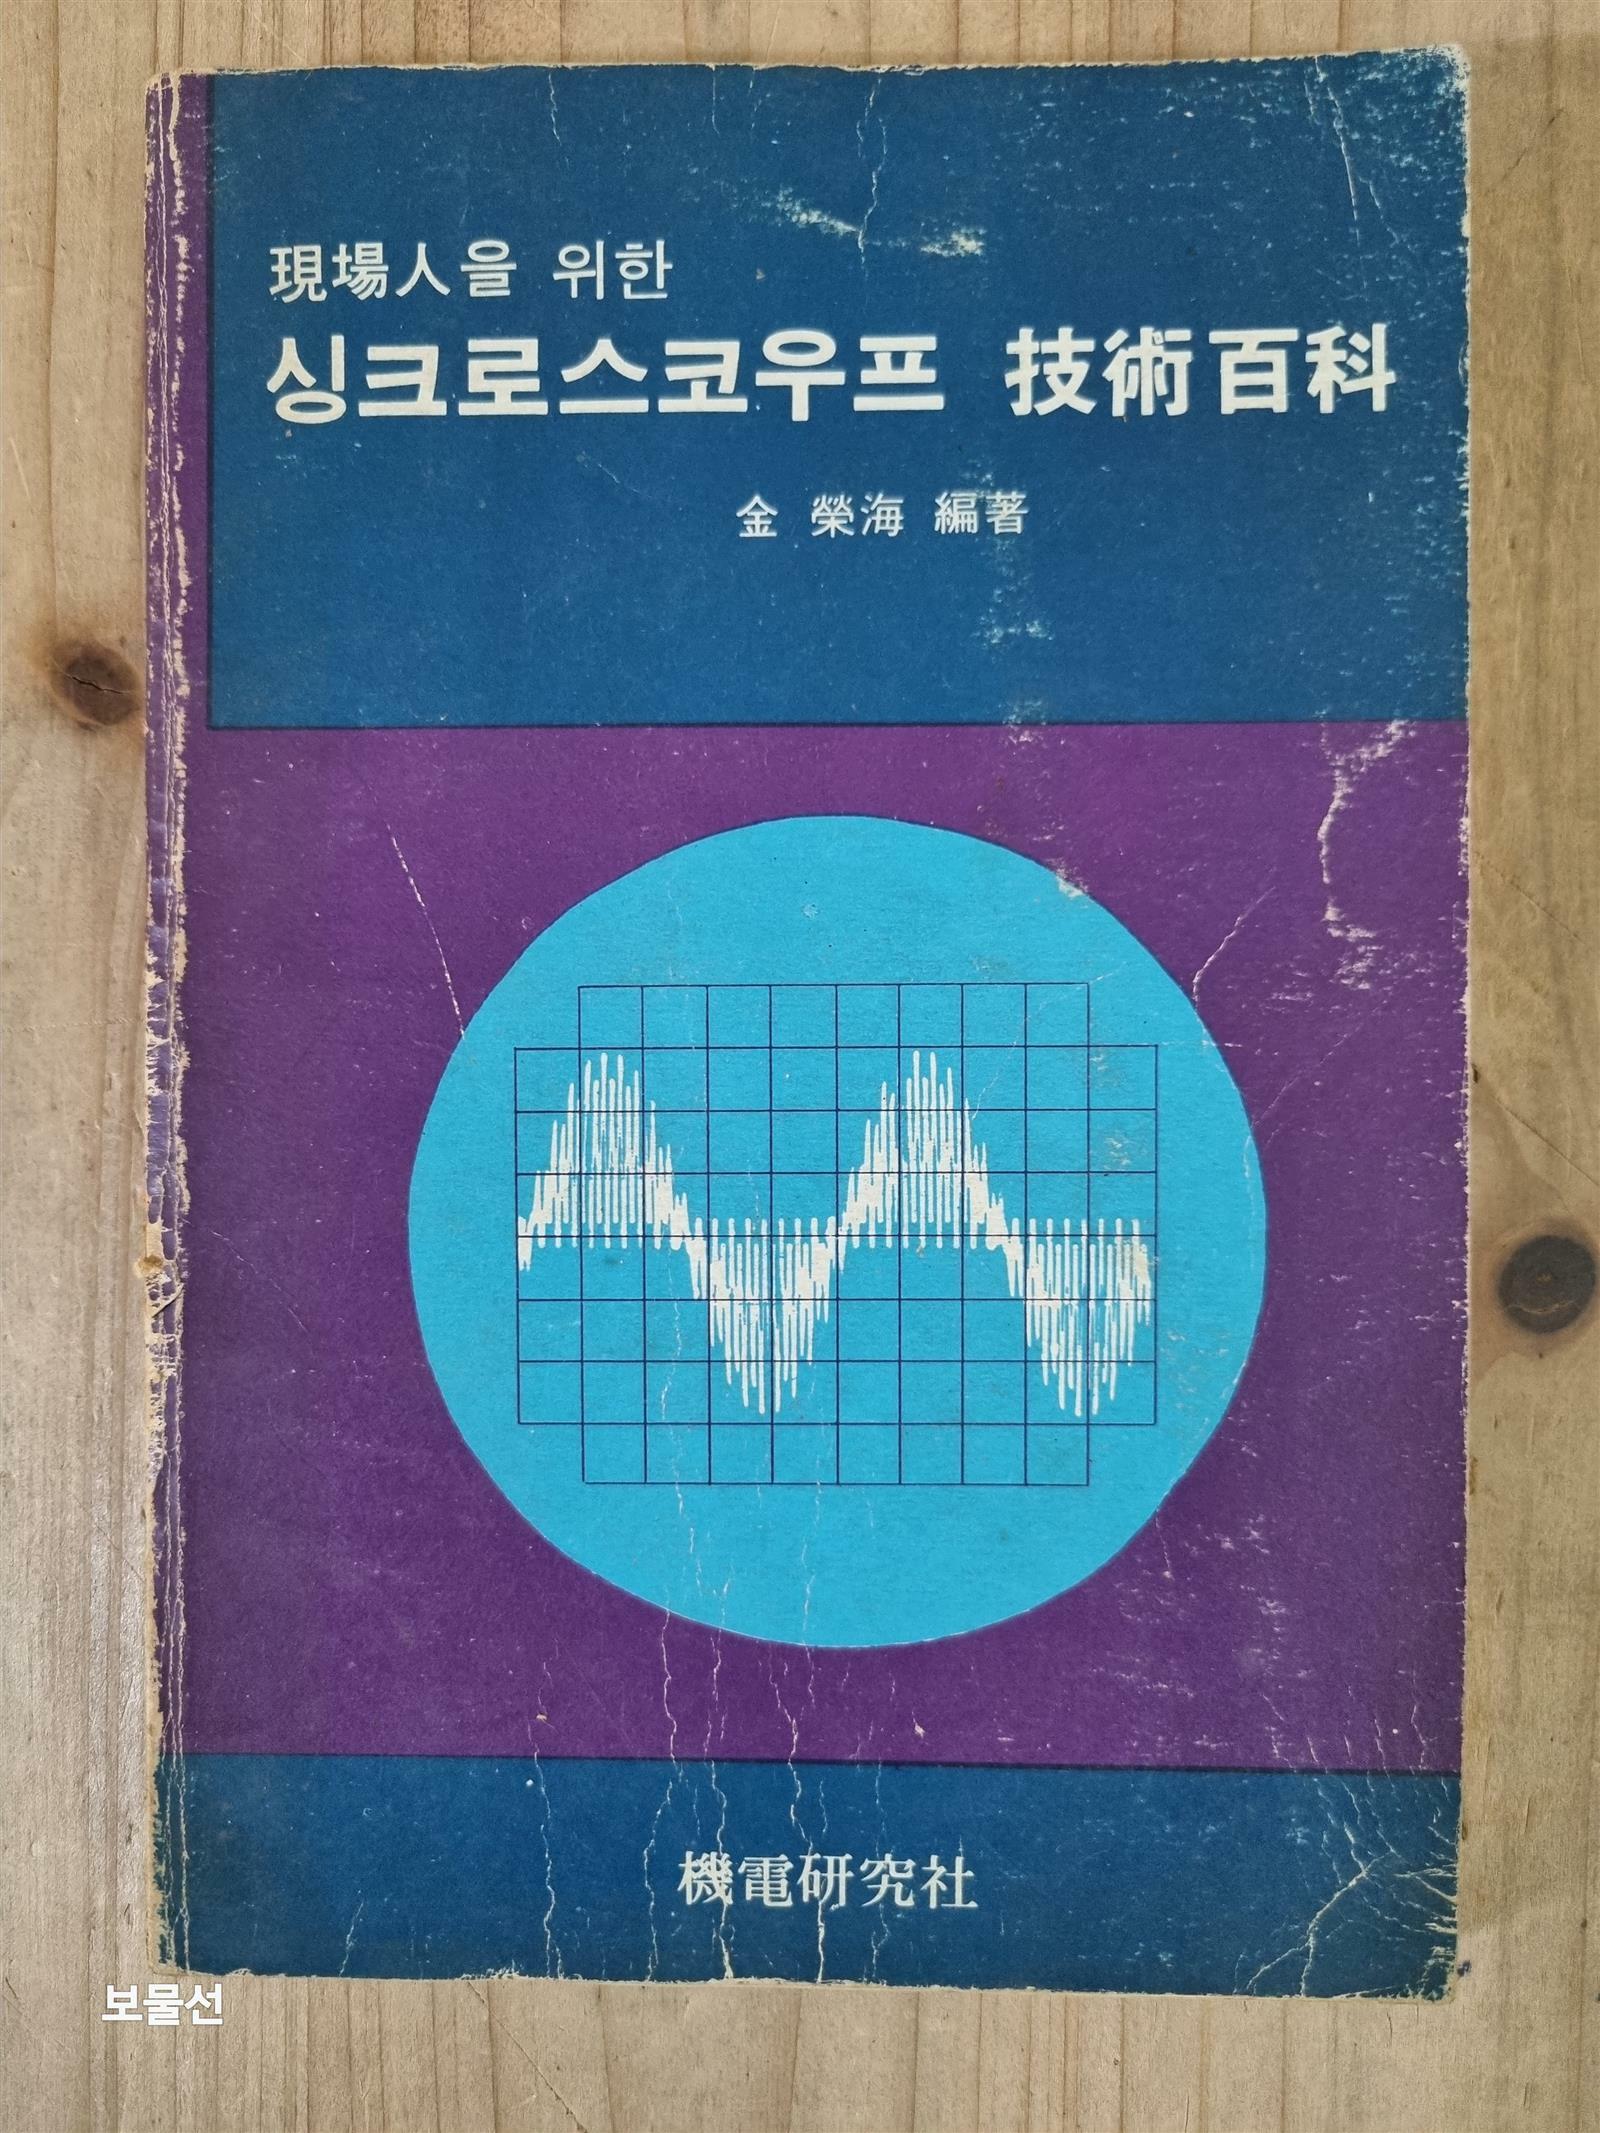 現場人을 위한
싱크로스코우프 技術百科
金 榮海 編著
機電硏究社
보물선